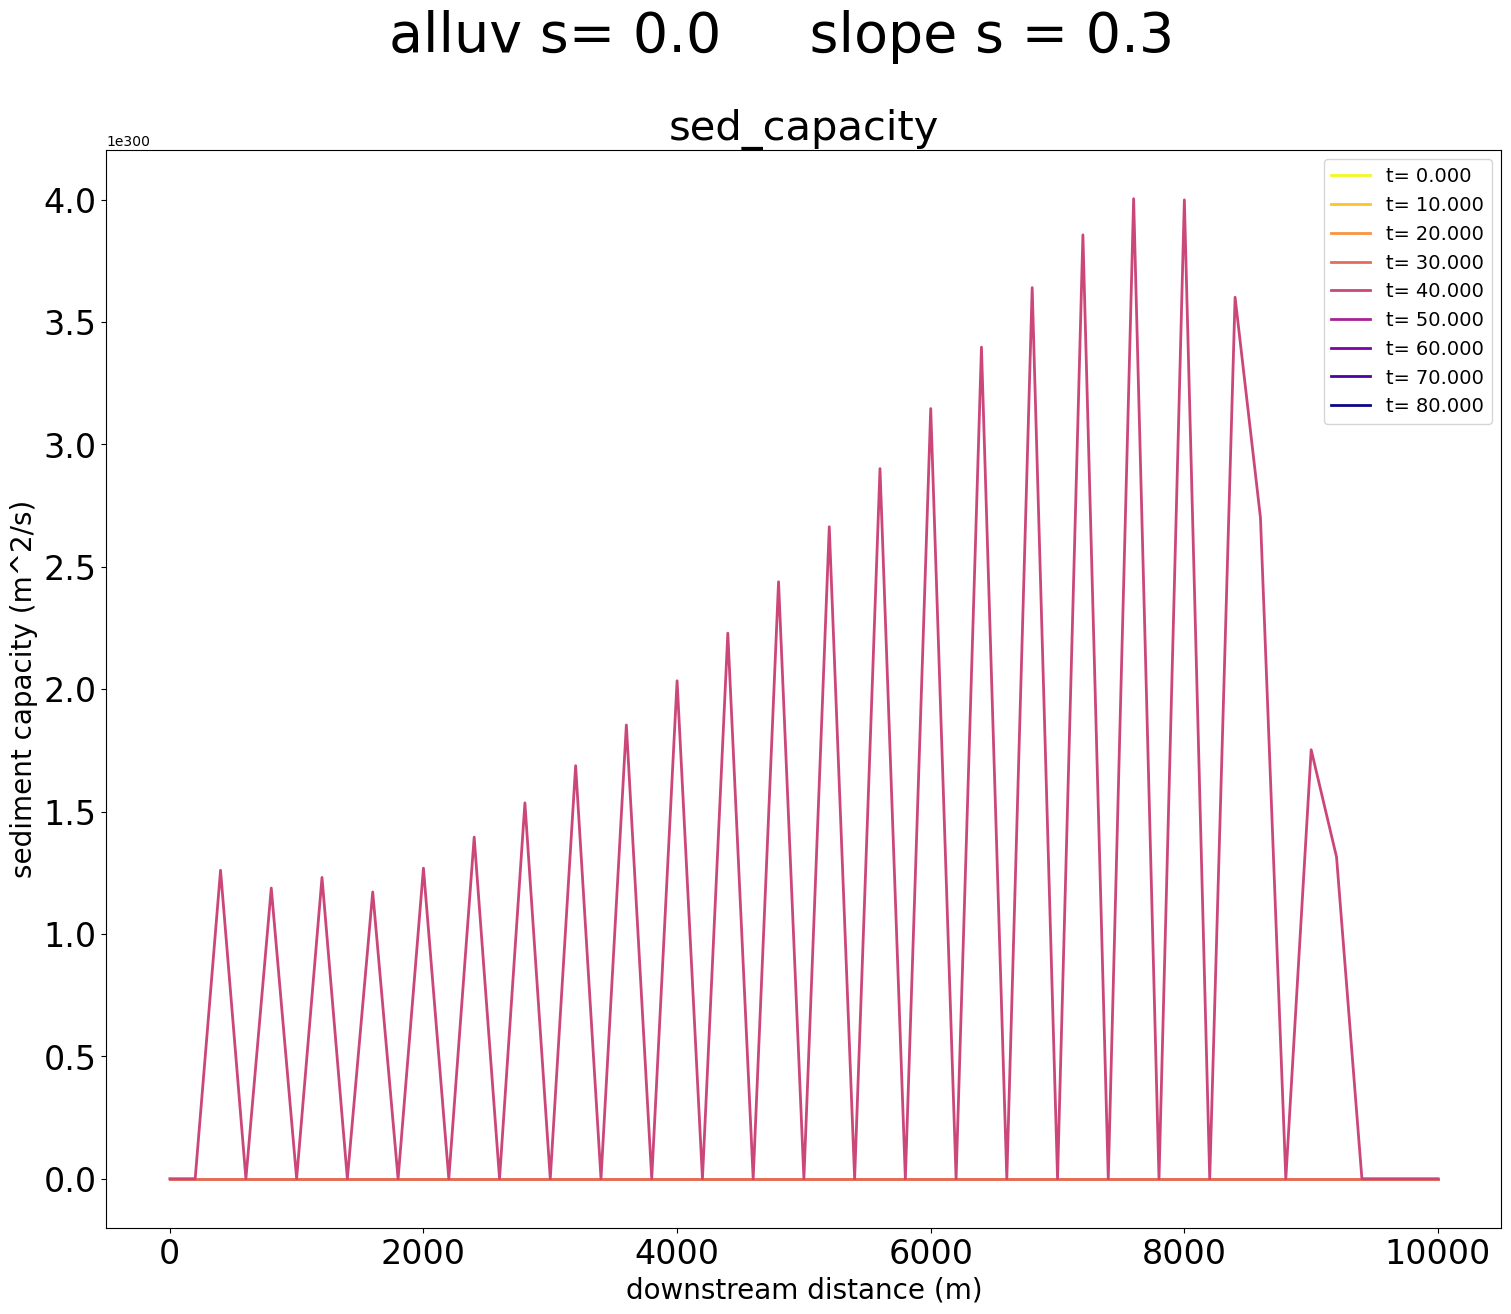 alluv s= 0.0 slope s = 0.3
sed_capacity
1e300
4.0
3.5
3.0
2.5
2.0
1.5
1.0
0.5
0.0
sediment capacity (m^2/s)
t= 0.000
t= 10.000
t= 20.000
t= 30.000
t= 40.000
t= 50.000
t= 60.000
t= 70.000
t= 80.000
0 2000 4000 6000 8000 10000
downstream distance (m)